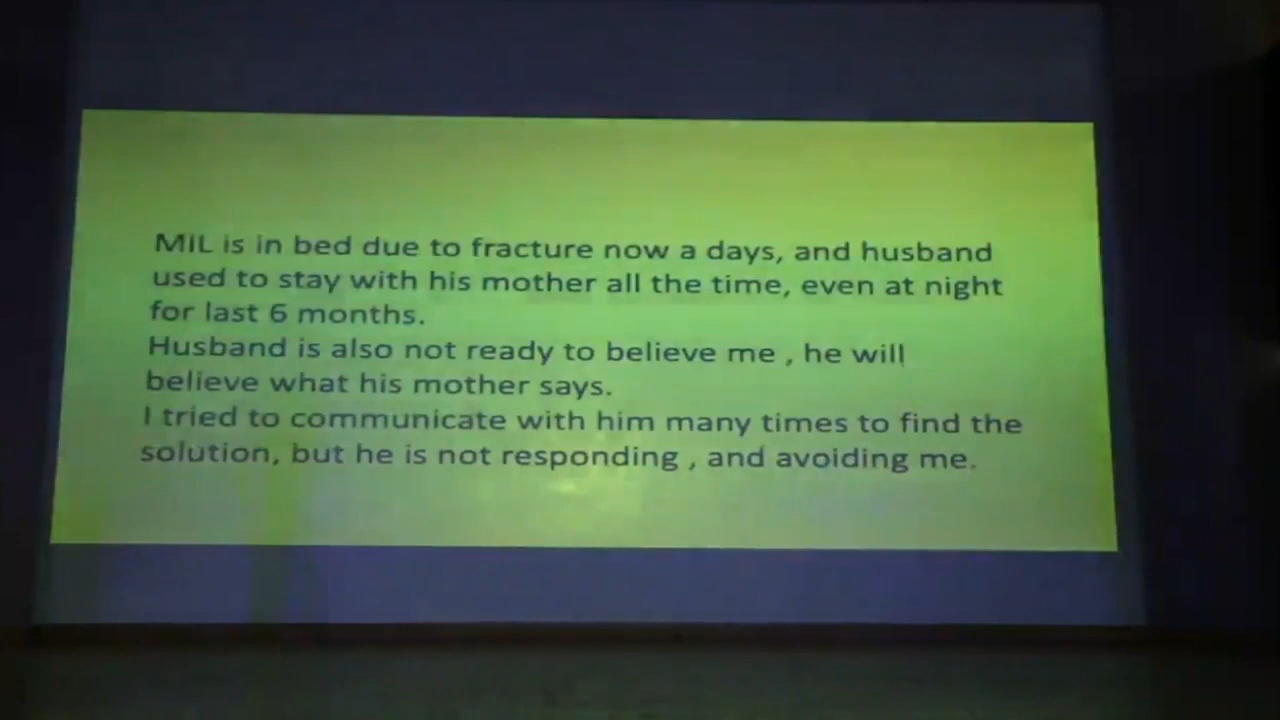 MIL is in bed due to fracture now a days, and husband
used to stay with his mother all the time, even at night
for last 6 months.
Husband is also not ready to believe me , he will
believe what his mother says.
I tried to communicate with him many times to find the
solution, but he is not responding , and avoiding me.